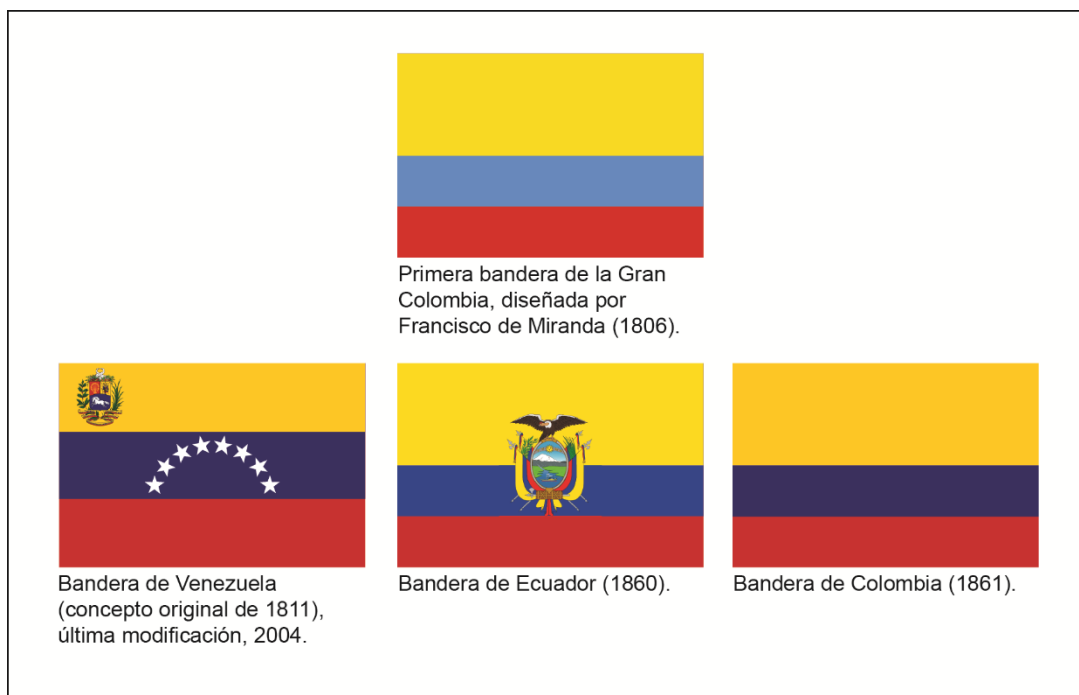 Primera bandera de la Gran
Colombia, diseñada por
Francisco de Miranda (1806).
Bandera de Venezuela
(concepto original de 1811),
última modificación, 2004.
Bandera de Ecuador (1860).
Bandera de Colombia (1861).